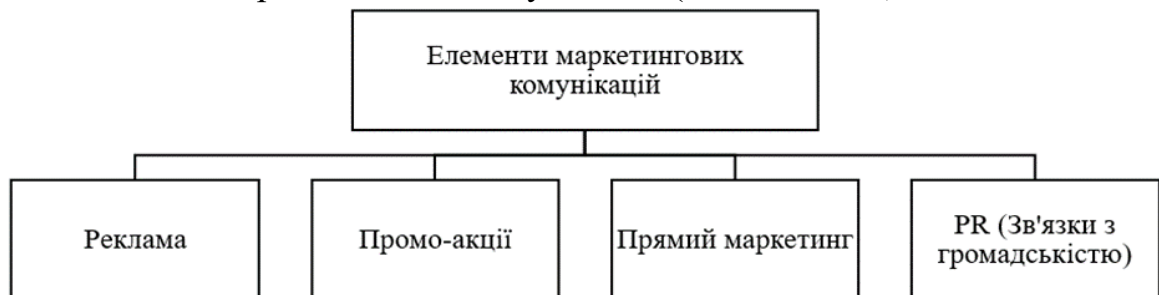 Елементи маркетингових
комунікацій
Реклама
Промо-акції
Прямий маркетинг
PR (Зв'язки з
громадськістю)